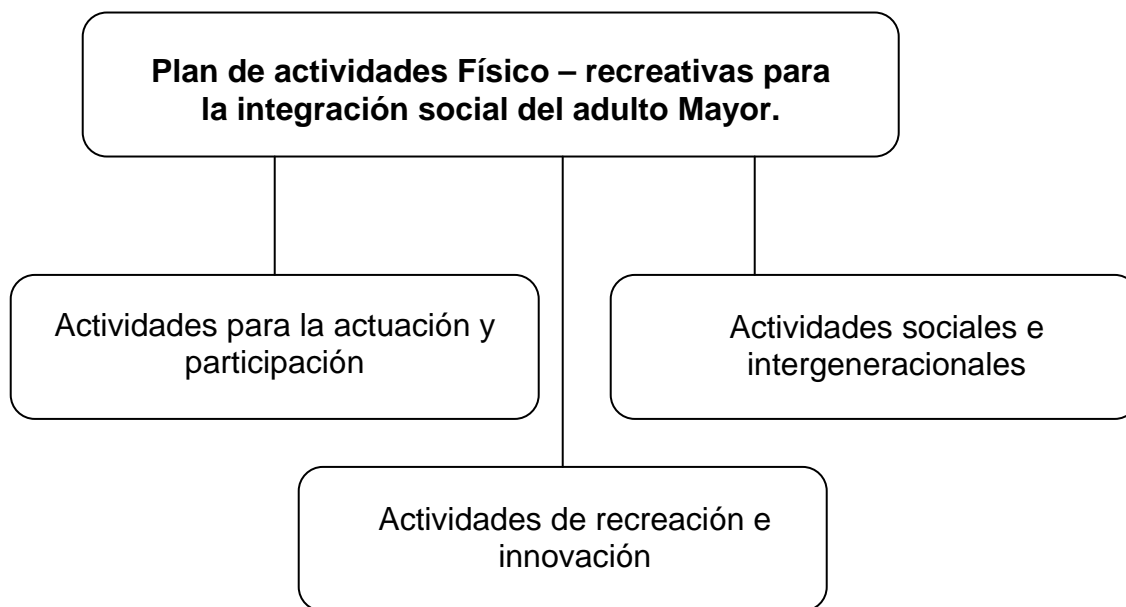 Plan de actividades Físico – recreativas para
la integración social del adulto Mayor.
Actividades para la actuación y
participación
Actividades sociales e
intergeneracionales
Actividades de recreación e
innovación